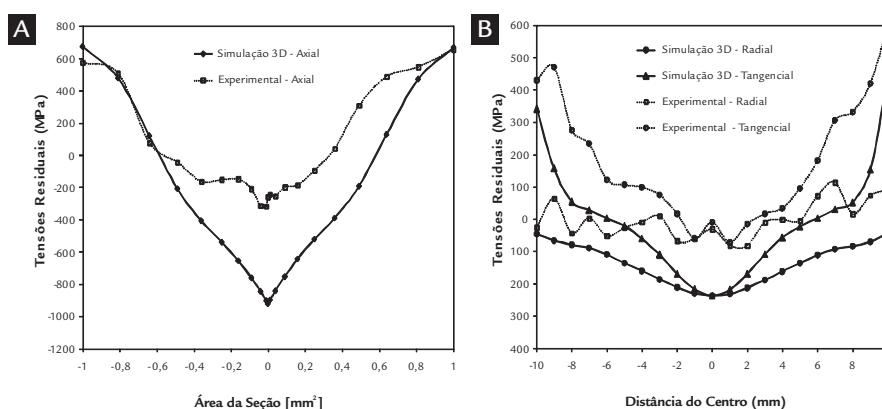 A
800
600
400
200
0
-200
-400
-600
-800
-1000
-1200
Tensões Residuais (MPa)
Simulação 3D - Axial
Experimental - Axial
-1 -0,8 -0,6 -0,4 -0,2 0 0,2 0,4 0,6 0,8 1
Área da Seção [mm²]
B
600
500
400
300
200
100
0
100
200
300
400
Tensões Residuais (MPa)
Simulação 3D - Radial
Simulação 3D - Tangencial
Experimental - Radial
Experimental - Tangencial
-10 -8 -6 -4 -2 0 2 4 6 8
Distância do Centro (mm)